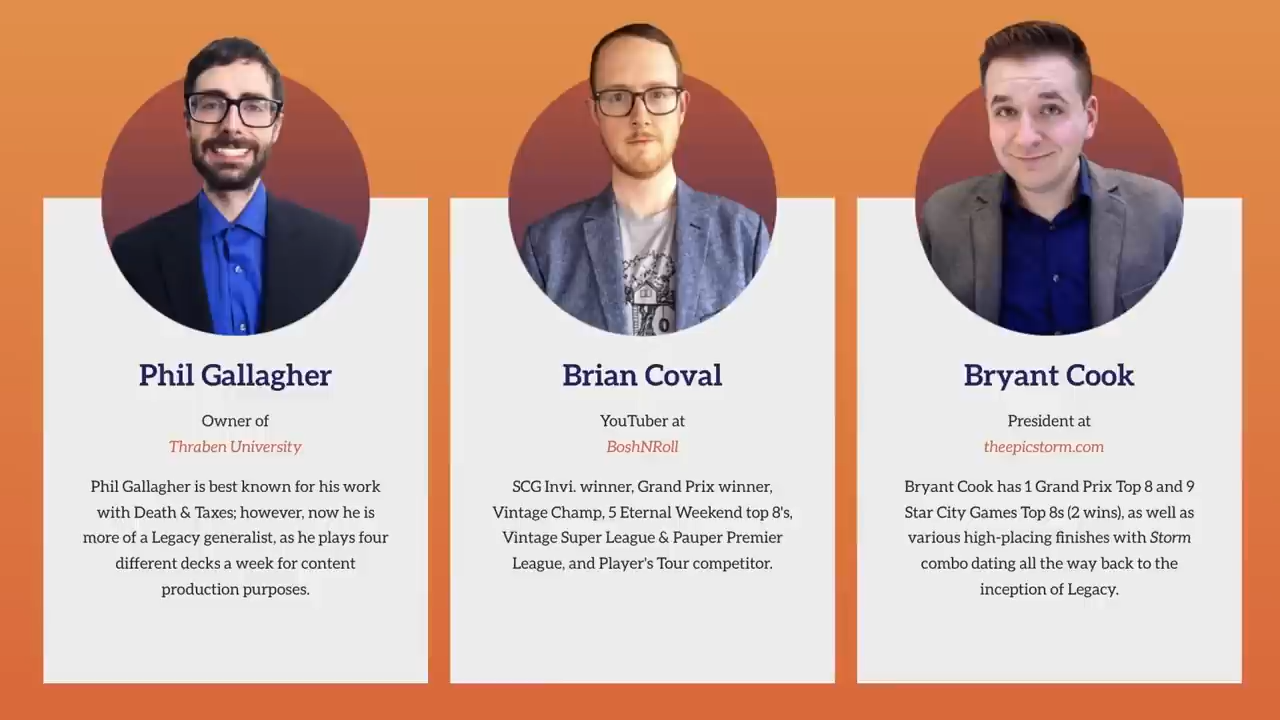 Phil Gallagher
Owner of
Thraben University
Phil Gallagher is best known for his work
with Death & Taxes; however, now he is
more of a Legacy generalist, as he plays four
different decks a week for content
production purposes.
Brian Coval
YouTuber at
BoshNRoll
SCG Invi. winner, Grand Prix winner,
Vintage Champ, 5 Eternal Weekend top 8's,
Vintage Super League & Pauper Premier
League, and Player's Tour competitor.
Bryant Cook
President at
theepicstorm.com
Bryant Cook has 1 Grand Prix Top 8 and 9
Star City Games Top 8s (2 wins), as well as
various high-placing finishes with Storm
combo dating all the way back to the
inception of Legacy.